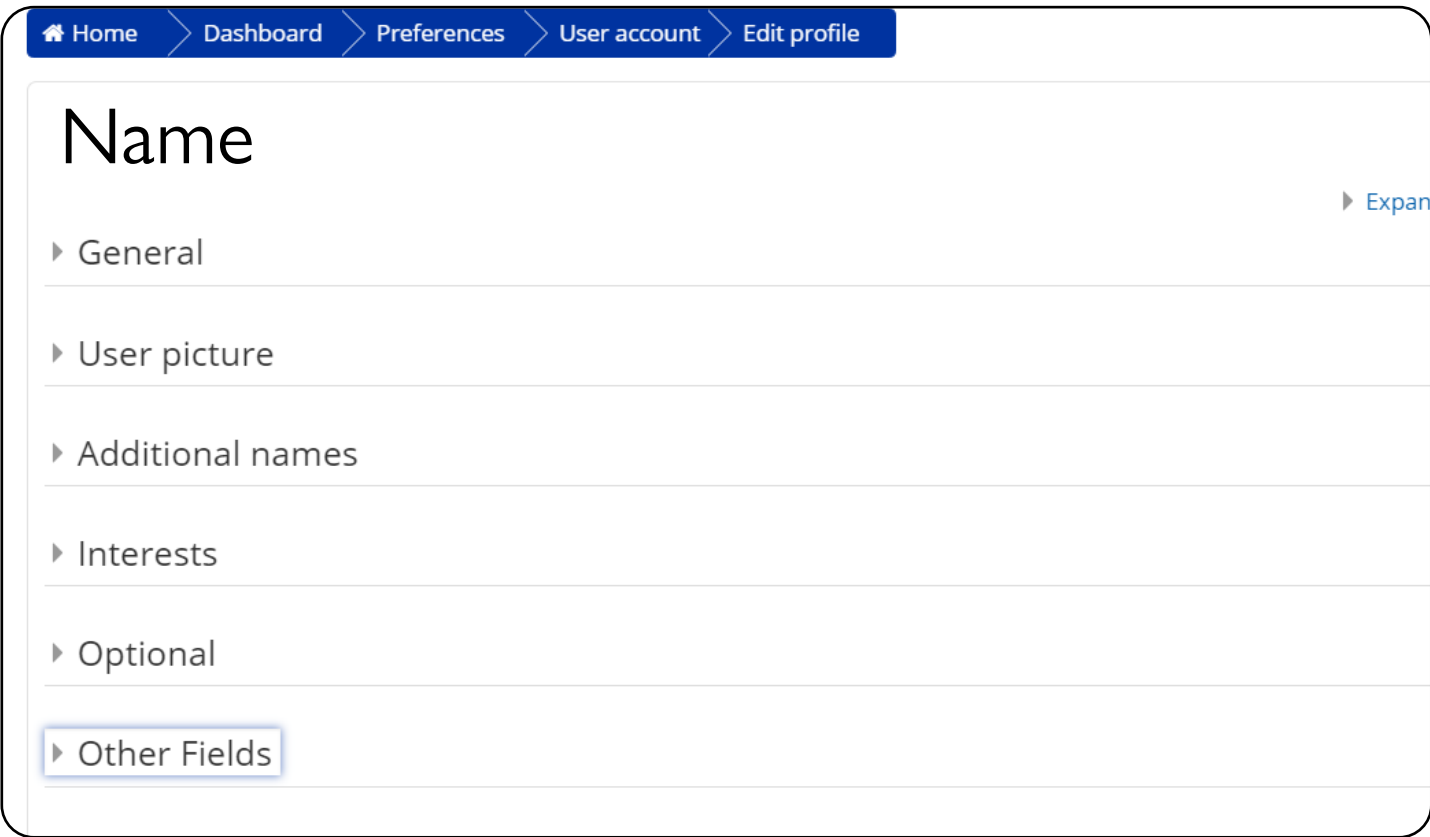 Home Dashboard Preferences User account Edit profile
Name
Expan
General
User picture
Additional names
Interests
Optional
Other Fields